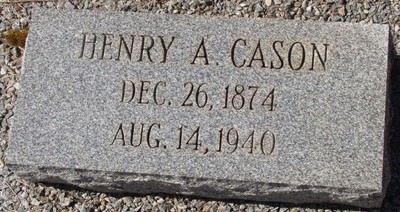 HENRY A. CASON
DEC. 26, 1874
AUG. 14, 1940